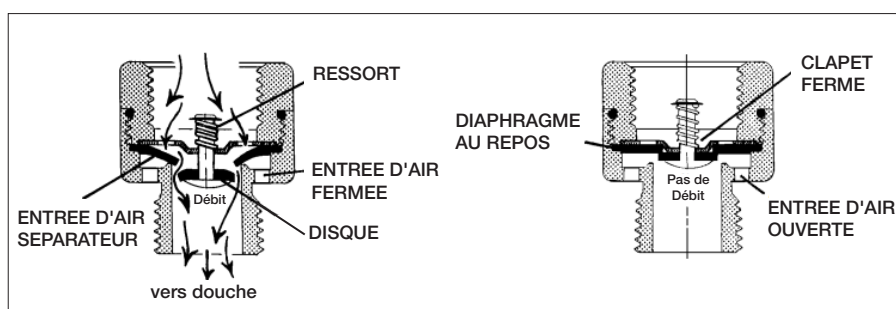 RESSORT
ENTREE D'AIR
FERMEE
ENTREE D'AIR
SEPARATEUR
Débit
DISQUE
vers douche
CLAPET
FERME
DIAPHRAGME
AU REPOS
Pas de
Débit
ENTREE D'AIR
OUVERTE